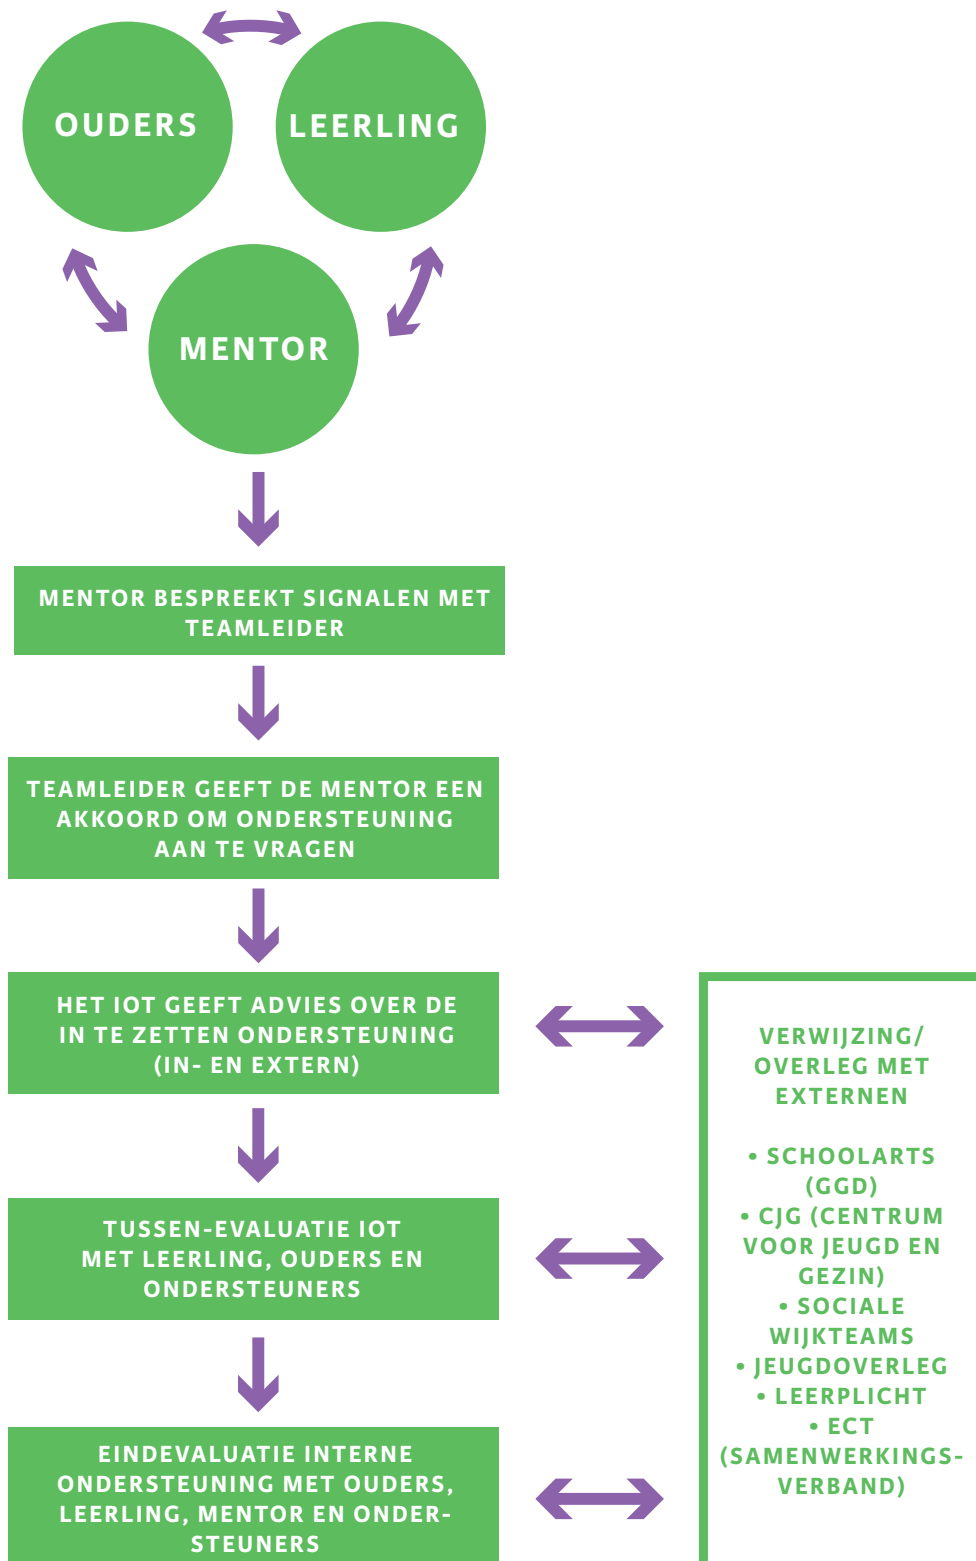 OUDERS
LEERLING
MENTOR
MENTOR BESPREEKT SIGNALEN MET
TEAMLEIDER
TEAMLEIDER GEEFT DE MENTOR EEN
AKKOORD OM ONDERSTEUNING
AAN TE VRAGEN
HET IOT GEEFT ADVIES OVER DE
IN TE ZETTEN ONDERSTEUNING
(IN- EN EXTERN)
TUSSEN-EVALUATIE IOT
MET LEERLING, OUDERS EN
ONDERSTEUNERS
EINDEVALUATIE INTERNE
ONDERSTEUNING MET OUDERS,
LEERLING, MENTOR EN ONDER-
STEUNERS
VERWIJZING/
OVERLEG MET
EXTERNEN
• SCHOOLARTS
(GGD)
• CJG (CENTRUM
VOOR JEUGD EN
GEZIN)
• SOCIALE
WIJKTEAMS
• JEUGDOVERLEG
• LEERPLICHT
• ECT
(SAMENWERKINGS-
VERBAND)